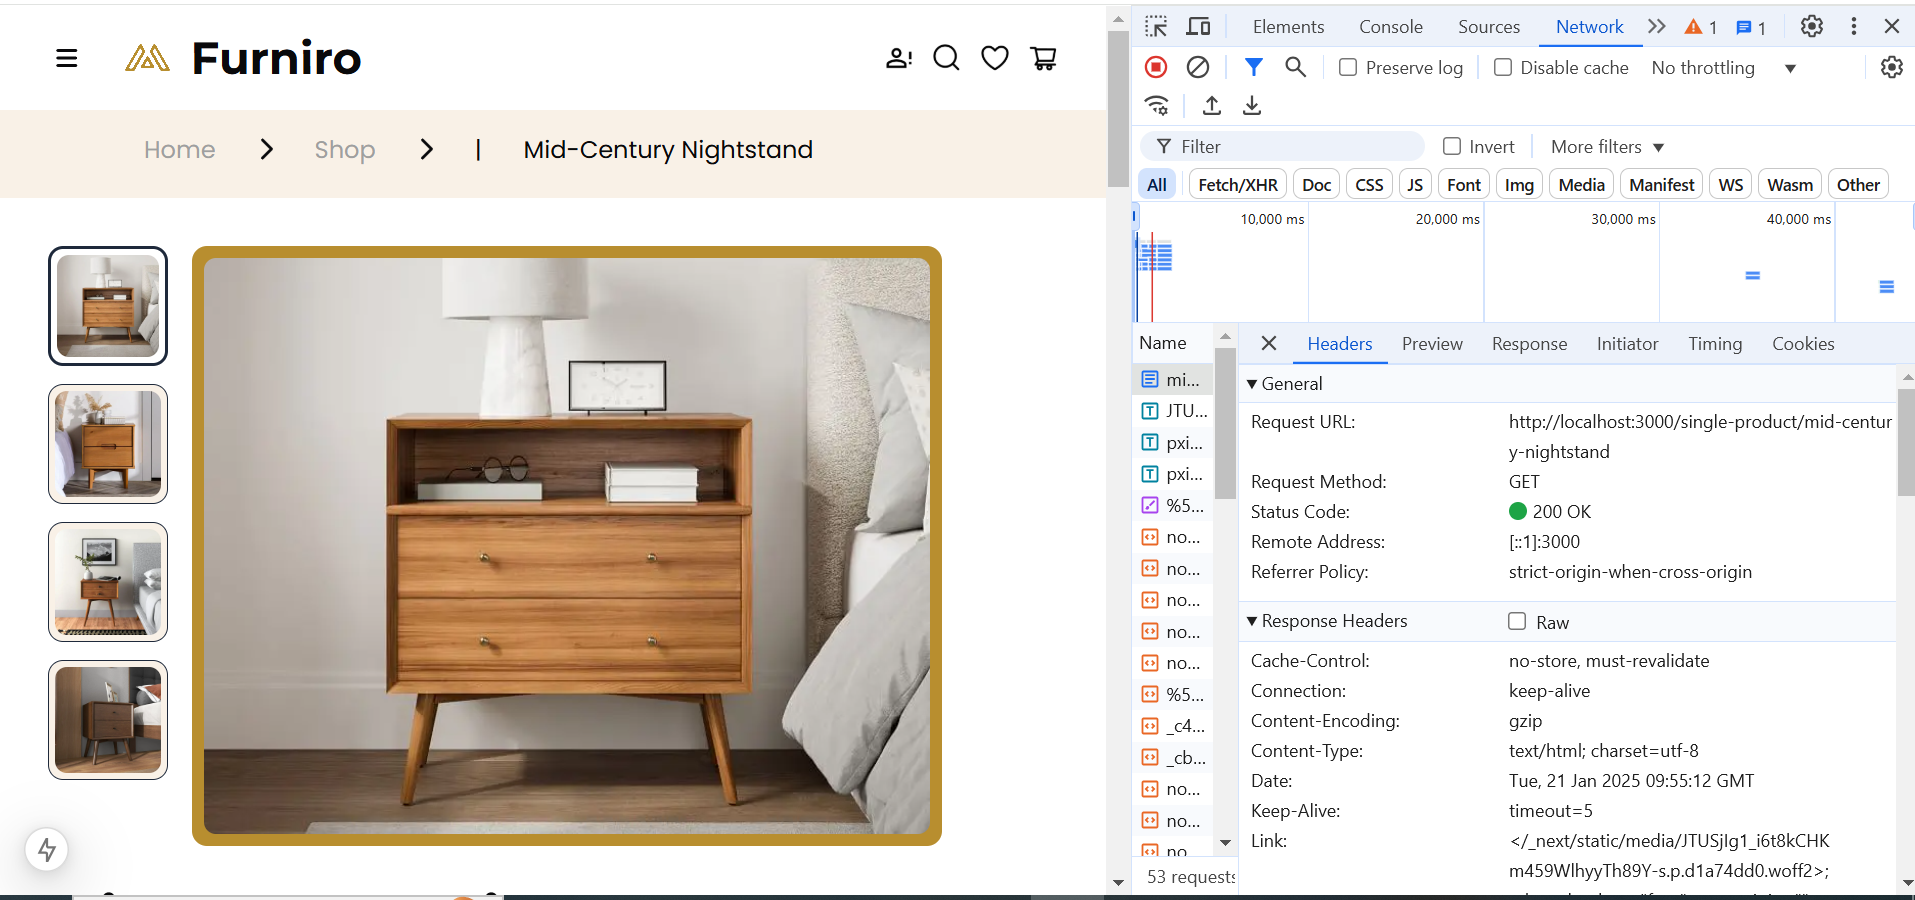 Furniro
Home Shop | Mid-Century Nightstand
Elements Console Sources Network 1 1
Preserve log Disable cache No throttling
Filter Invert More filters
All Fetch/XHR Doc CSS JS Font Img Media Manifest WS Wasm Other
10,000 ms 20,000 ms 30,000 ms 40,000 ms
Name Headers Preview Response Initiator Timing Cookies
mi...
JTU...
pxi...
pxi...
%5...
no...
no...
no...
no...
no...
%5...
_c4...
_cb...
no...
no...
no
53 requests
General
Request URL: http://localhost:3000/single-product/mid-centur
y-nightstand
Request Method: GET
Status Code: 200 OK
Remote Address: [::1]:3000
Referrer Policy: strict-origin-when-cross-origin
Response Headers Raw
Cache-Control: no-store, must-revalidate
Connection: keep-alive
Content-Encoding: gzip
Content-Type: text/html; charset=utf-8
Date: Tue, 21 Jan 2025 09:55:12 GMT
Keep-Alive: timeout=5
Link: </_next/static/media/JTUSjIg1_i6t8kCHK
m459WlhyyTh89Y-s.p.d1a74dd0.woff2>;